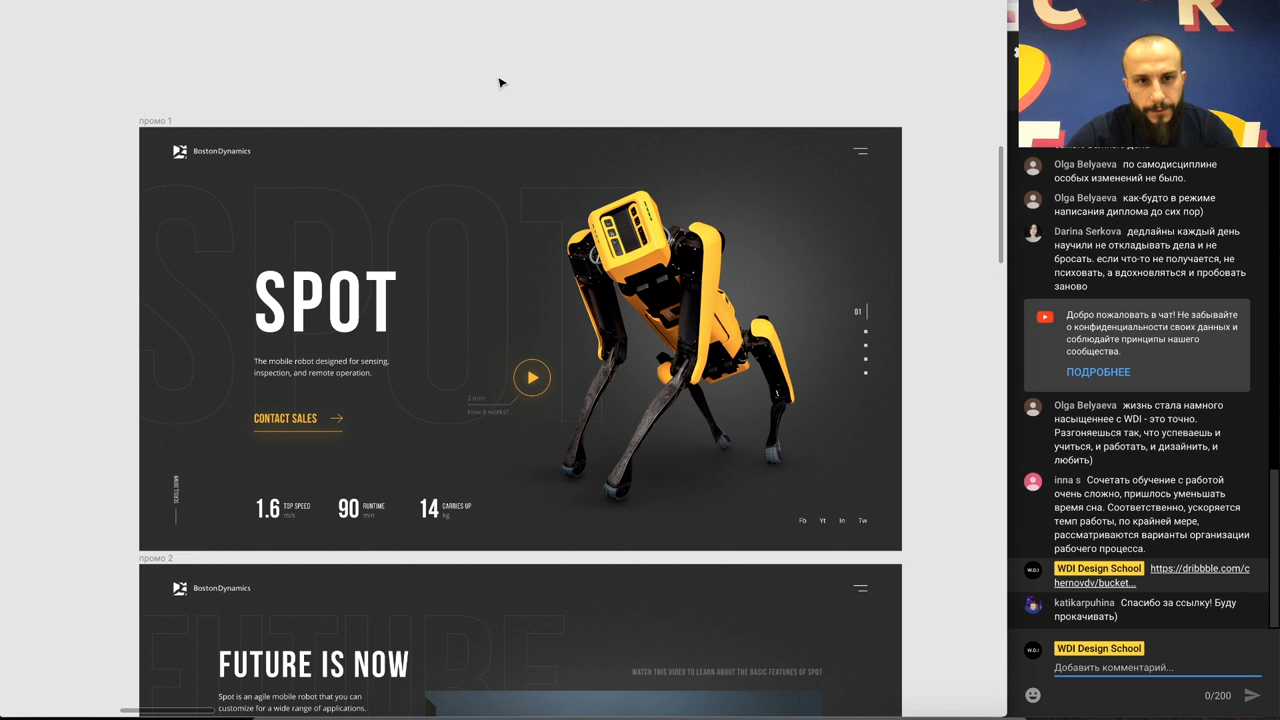 промо 1
BostonDynamics
SPOT
SPOT
The mobile robot designed for sensing,
inspection, and remote operation.
CONTACT SALES
2 min
How it works?
01
SCROLL DOWN
1.6 TOP SPEED
m/s
90 RUNTIME
min
14 CARRIES UP
kg
Fb Yt In Tw
промо 2
BostonDynamics
FUTURE
FUTURE IS NOW
Spot is an agile mobile robot that you can
customize for a wide range of applications.
WATCH THIS VIDEO TO LEARN ABOUT THE BASIC FEATURES OF SPOT
Olga Belyaeva по самодисциплине
особых изменений не было.
Olga Belyaeva как-будто в режиме
написания диплома до сих пор)
Darina Serkova дедлайны каждый день
научили не откладывать дела и не
бросать. если что-то не получается, не
психовать, а вдохновляться и пробовать
заново
Добро пожаловать в чат! Не забывайте
о конфиденциальности своих данных и
соблюдайте принципы нашего
сообщества.
ПОДРОБНЕЕ
Olga Belyaeva жизнь стала намного
насыщеннее с WDI - это точно.
Разгоняешься так, что успеваешь и
учиться, и работать, и дизайнить, и
любить)
inna s Сочетать обучение с работой
очень сложно, пришлось уменьшать
время сна. Соответственно, ускоряется
темп работы, по крайней мере,
рассматриваются варианты организации
рабочего процесса.
W.D.I WDI Design School https://dribbble.com/c
hernovdv/bucket...
katikarpuhina Спасибо за ссылку! Буду
прокачивать)
W.D.I WDI Design School
Добавить комментарий...
0/200